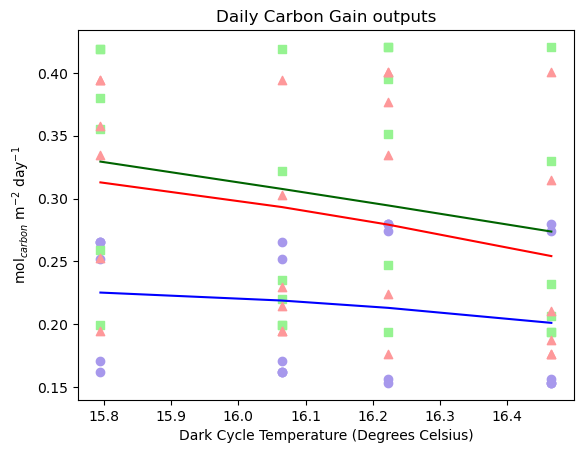 Daily Carbon Gain outputs
mol$_{carbon}$ m$^{-2}$ day$^{-1}$
0.40
0.35
0.30
0.25
0.20
0.15
15.8 15.9 16.0 16.1 16.2 16.3 16.4
Dark Cycle Temperature (Degrees Celsius)